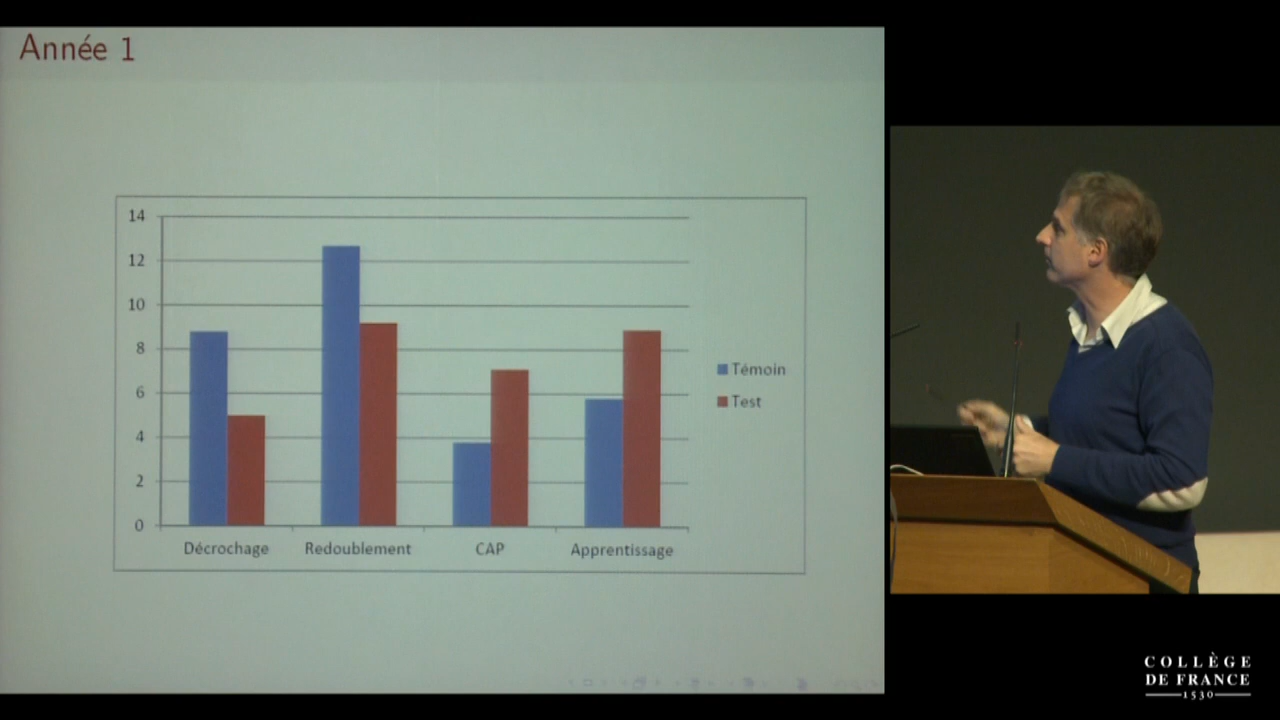 Année 1
14
12
10
8
6
4
2
0
Décrochage Redoublement CAP Apprentissage
Témoin
Test
COLLÈGE
DE FRANCE
1530